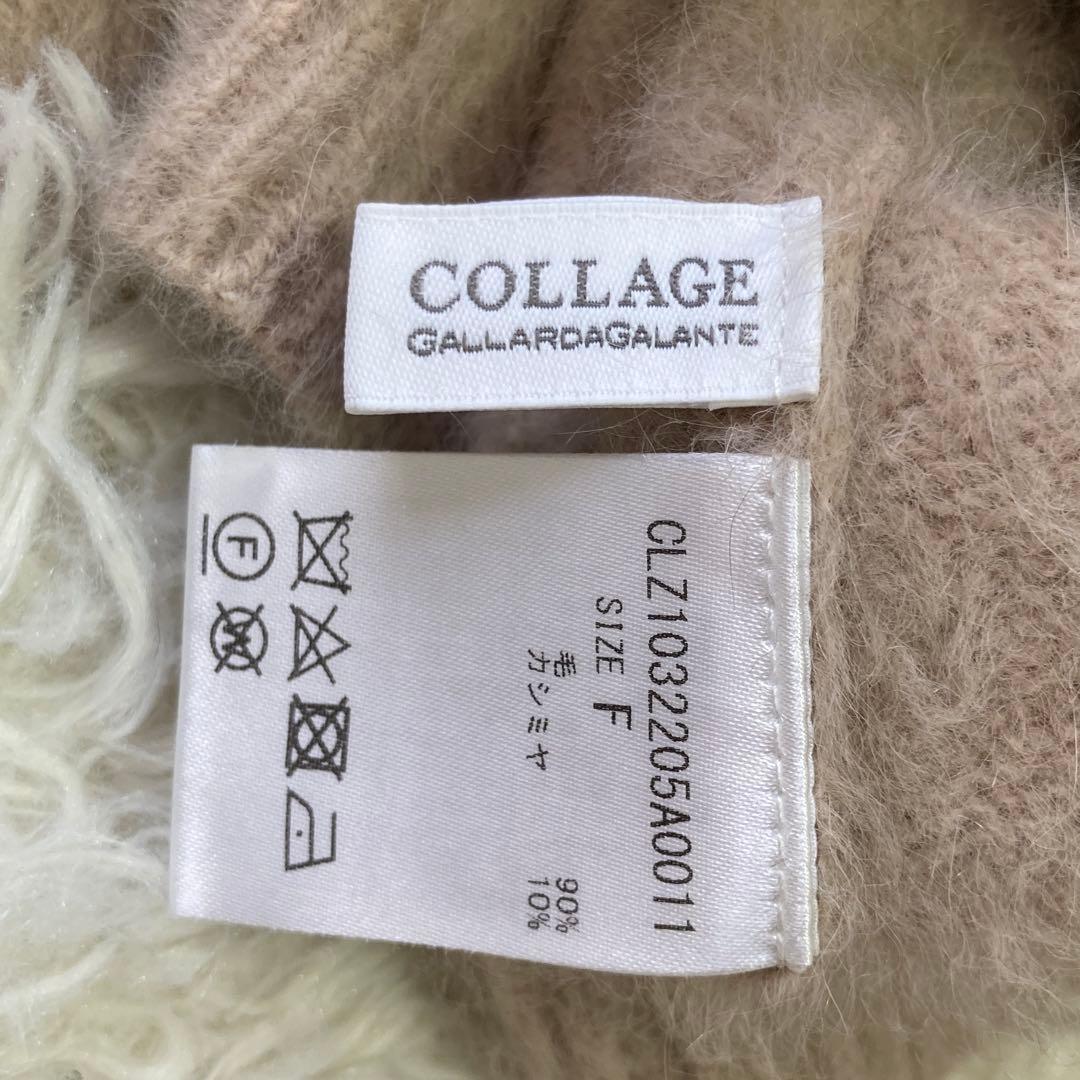 COLLAGE
GALLARDAGALANTE
CLZ1032205A0011
SIZE F
毛 90%
カシミヤ 10%
F
W